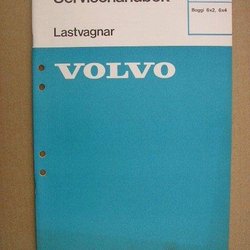 Servicehandbok
Boggi 6x2, 6x4
Lastvagnar
VOLVO